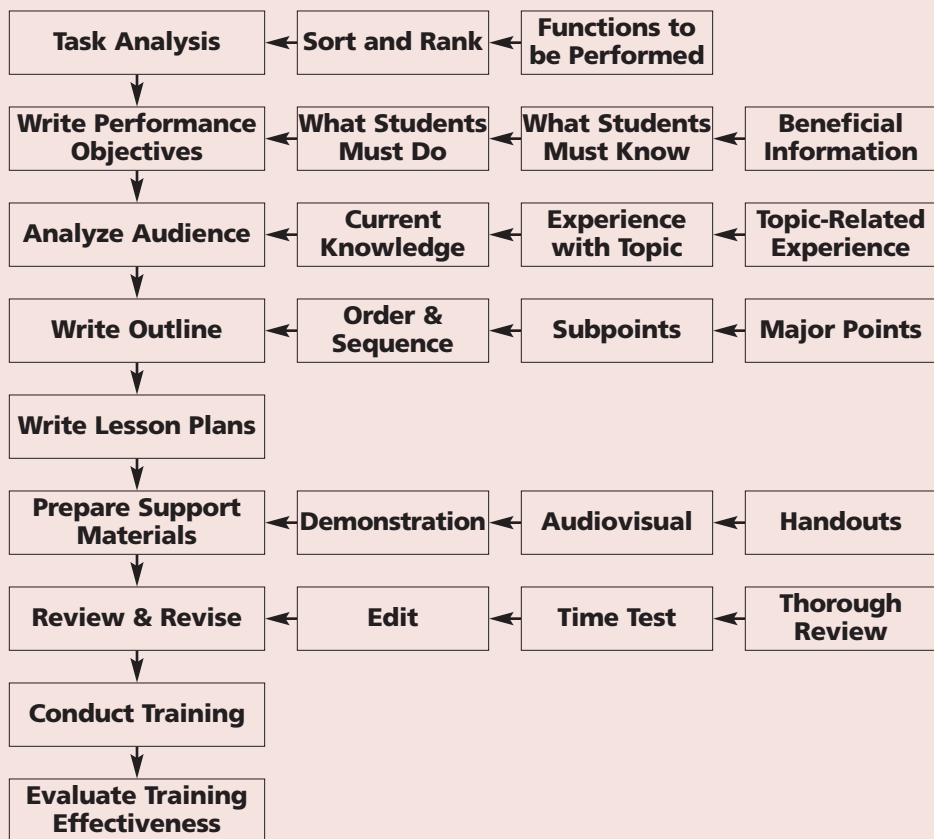 Task Analysis
Sort and Rank
Functions to
be Performed
Write Performance
Objectives
What Students
Must Do
What Students
Must Know
Beneficial
Information
Analyze Audience
Current
Knowledge
Experience
with Topic
Topic-Related
Experience
Write Outline
Order &
Sequence
Subpoints
Major Points
Write Lesson Plans
Prepare Support
Materials
Demonstration
Audiovisual
Handouts
Review & Revise
Edit
Time Test
Thorough
Review
Conduct Training
Evaluate Training
Effectiveness